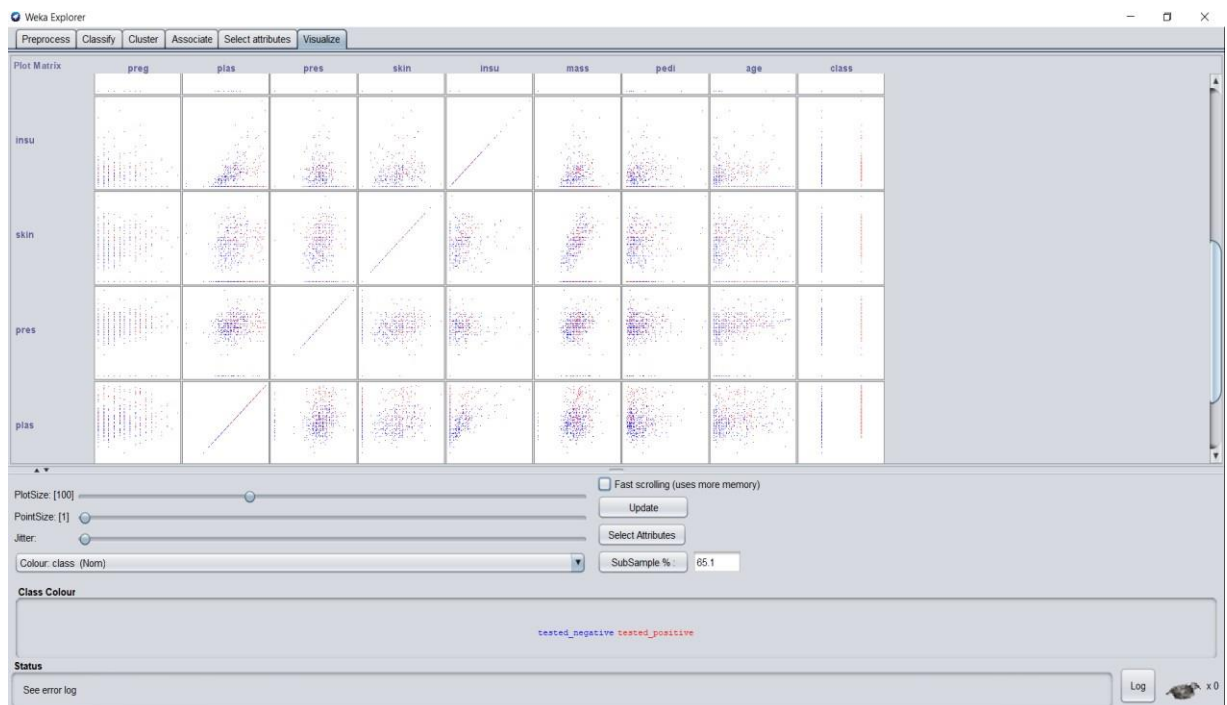 Weka Explorer
Preprocess Classify Cluster Associate Select attributes Visualize
Plot Matrix preg plas pres skin insu mass pedi age class
insu
skin
pres
plas
PlotSize: [100]
PointSize: [1]
Jitter:
Colour: class (Nom)
Fast scrolling (uses more memory)
Update
Select Attributes
SubSample % : 65.1
Class Colour
tested_negative tested_positive
Status
See error log
Log x 0